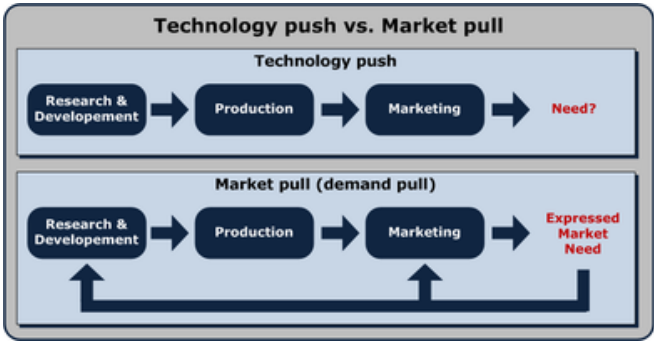 Technology push vs. Market pull
Technology push
Research &
Developement
Production
Marketing
Need?
Market pull (demand pull)
Research &
Developement
Production
Marketing
Expressed
Market
Need